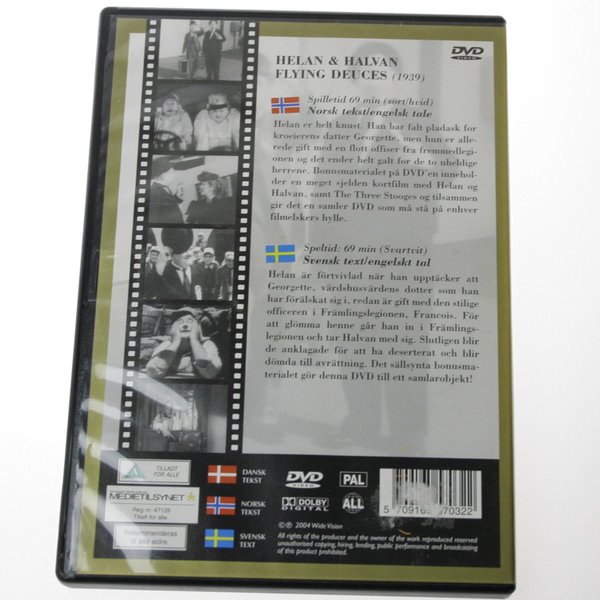 HELAN & HALVAN
FLYING DEUCES (1939)
DVD
VIDEO
Spilletid 69 min (sort/hvid)
Norsk tekst/engelsk tale
Helan er helt knust. Han har falt pladask for
kroeierens datter Georgette, men hun er alle-
rede gift med en flott offiser fra fremmedlegi-
onen og det ender helt galt for de to uheldige
herrene. Bonusmaterialet på DVD'en innehol-
der en meget sjelden kortfilm med Helan og
Halvan, samt The Three Stooges og tilsammen
gir det en samler DVD som må stå på enhver
filmelskers hylle.
Speltid: 69 min (Svartvit)
Svensk text/engelskt tal
Helan är förtvivlad när han upptäcker att
Georgette, värdshusvärdens dotter som han
har förälskat sig i, redan är gift med den stilige
officeren i Främlingslegionen, Francois. För
att glömma henne går han in i Främlings-
legionen och tar Halvan med sig. Slutligen blir
de anklagade för att ha deserterat och blir
dömda till avrättning. Det sällsynta bonusma-
terialet gör denna DVD till ett samlarobjekt!
TILLADT
FOR ALLE
MEDIETILSYNET
Reg nr. 47128
Tillatt for alle.
Rekommenderas
till alla åldrar.
DANSK
TEKST
NORSK
TEKST
SVENSK
TEXT
DVD
VIDEO
DOLBY
DIGITAL
PAL
ALL
© ℗ 2004 Wide Vision
All rights of the producer and of the owner of the work reproduced
unauthorised copying, hiring, lending, public performance and broadcasting
of this product prohibited.